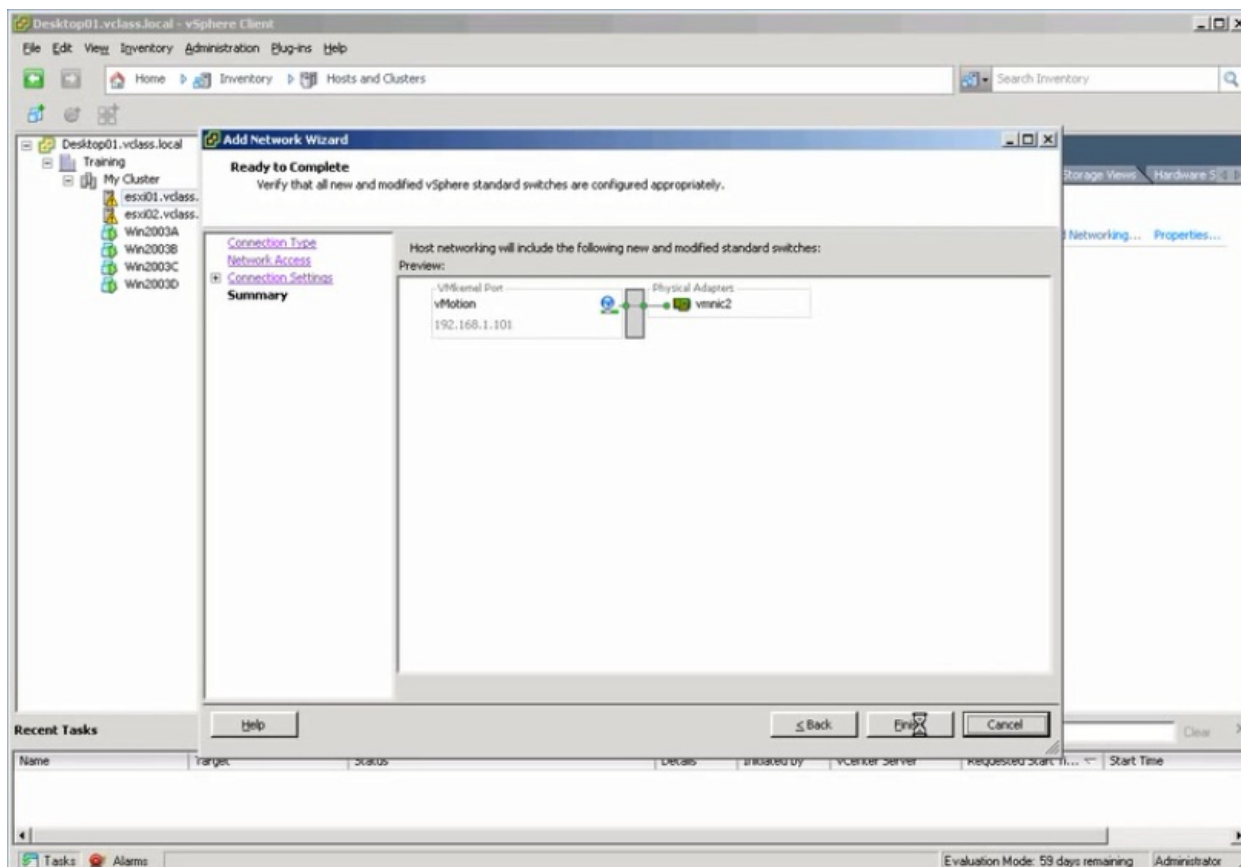 Desktop01.vclass.local - vSphere Client
File Edit View Inventory Administration Plug-ins Help
Home Inventory Hosts and Clusters
Search Inventory
Desktop01.vclass.local
Training
My Cluster
esxi01.vclass.
esxi02.vclass.
Win2003A
Win2003B
Win2003C
Win2003D
Add Network Wizard
Ready to Complete
Verify that all new and modified vSphere standard switches are configured appropriately.
Connection Type
Network Access
Connection Settings
Summary
Host networking will include the following new and modified standard switches:
Preview:
VMkernel Port
vMotion
192.168.1.101
Physical Adapters
vmnic2
Storage Views Hardware S
Networking... Properties...
Help
≤ Back
Cancel
Recent Tasks
Clear
Name Target Status Details Initiated by vCenter Server Requested Start Ti... Start Time
Tasks Alarms
Evaluation Mode: 59 days remaining Administrator